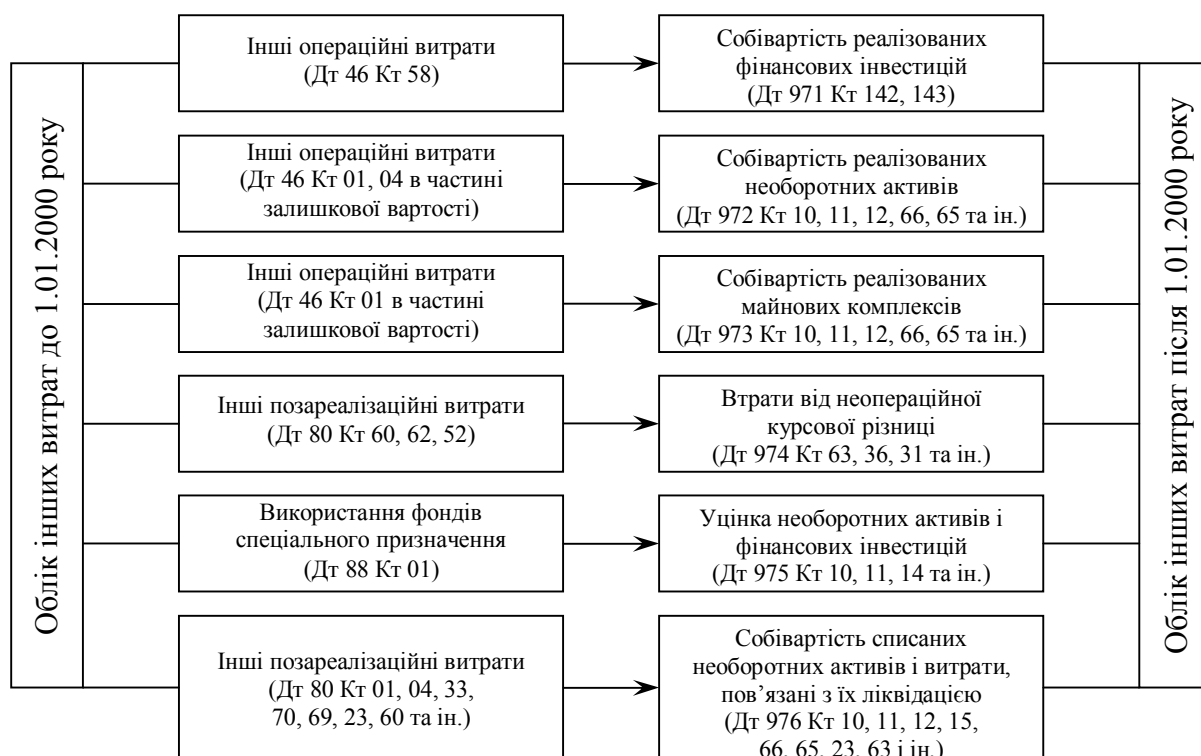 Облік інших витрат до 1.01.2000 року
Інші операційні витрати
(Дт 46 Кт 58)
Собівартість реалізованих
фінансових інвестицій
(Дт 971 Кт 142, 143)
Інші операційні витрати
(Дт 46 Кт 01, 04 в частині
залишкової вартості)
Собівартість реалізованих
необоротних активів
(Дт 972 Кт 10, 11, 12, 66, 65 та ін.)
Інші операційні витрати
(Дт 46 Кт 01 в частині
залишкової вартості)
Собівартість реалізованих
майнових комплексів
(Дт 973 Кт 10, 11, 12, 66, 65 та ін.)
Інші позареалізаційні витрати
(Дт 80 Кт 60, 62, 52)
Втрати від неопераційної
курсової різниці
(Дт 974 Кт 63, 36, 31 та ін.)
Використання фондів
спеціального призначення
(Дт 88 Кт 01)
Уцінка необоротних активів і
фінансових інвестицій
(Дт 975 Кт 10, 11, 14 та ін.)
Інші позареалізаційні витрати
(Дт 80 Кт 01, 04, 33,
70, 69, 23, 60 та ін.)
Собівартість списаних
необоротних активів і витрати,
пов’язані з їх ліквідацією
(Дт 976 Кт 10, 11, 12, 15,
66, 65, 23, 63 і ін.)
Облік інших витрат після 1.01.2000 року